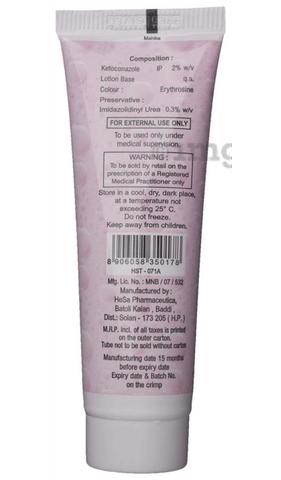 Composition :
Ketoconazole IP 2% w/v
Lotion Base q.s.
Colour : Erythrosine
Preservative :
Imidazolidinyl Urea 0.3% w/v
FOR EXTERNAL USE ONLY
To be used only under
medical supervision.
WARNING :
To be sold by retail on the
prescription of a Registered
Medical Practitioner only
Store in a cool, dry, dark place,
at a temperature not
exceeding 25° C.
Do not freeze.
Keep away from children.
8 906058 350178
HST - 071A
Mfg. Lic. No. : MNB / 07 / 532
Manufactured by :
HeSa Pharmaceutica,
Batoli Kalan , Baddi ,
Dist.: Solan - 173 205 ( H.P. )
M.R.P. incl. of all taxes is printed
on the outer carton.
Tube not to be sold without carton
Manufacturing date 15 months
before expiry date
Expiry date & Batch No.
on the crimp